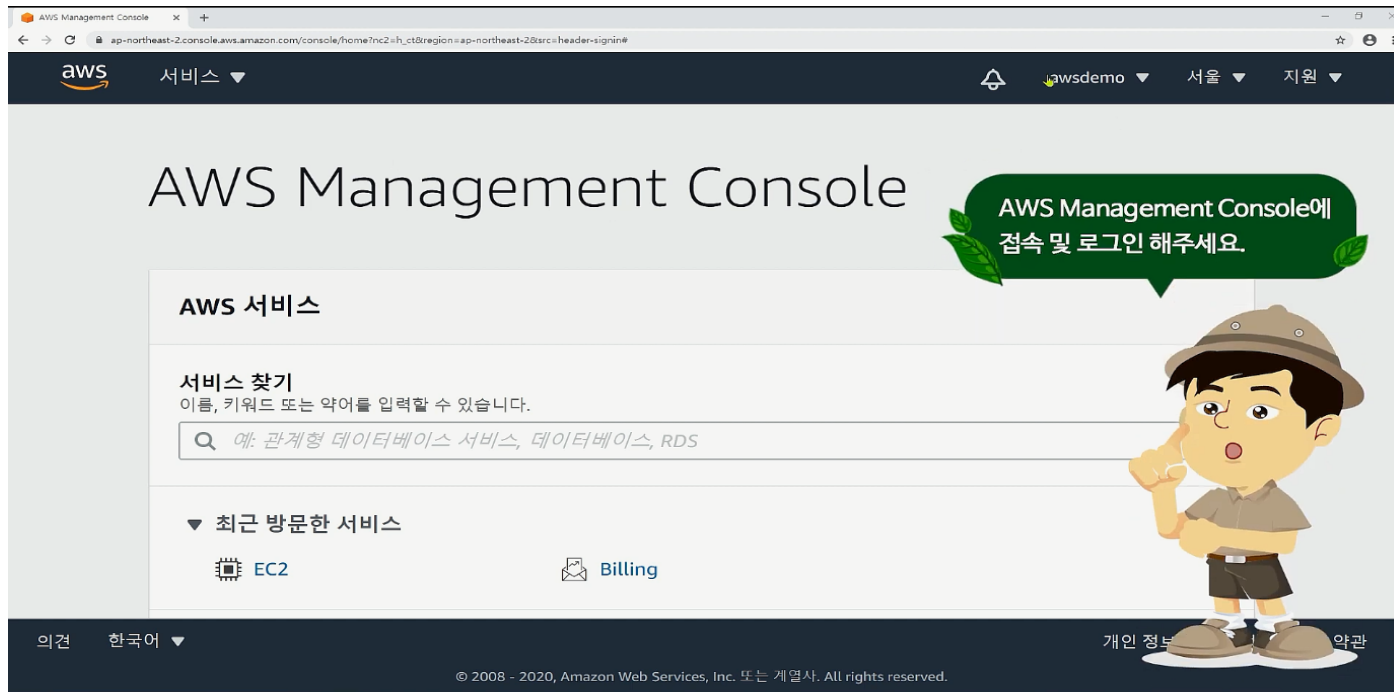 AWS Management Console
ap-northeast-2.console.aws.amazon.com/console/home?nc2=h_ct&region=ap-northeast-2&src=header-signin#
aws 서비스 awsdemo 서울 지원
AWS Management Console
AWS Management Console에
접속 및 로그인 해주세요.
AWS 서비스
서비스 찾기
이름, 키워드 또는 약어를 입력할 수 있습니다.
예: 관계형 데이터베이스 서비스, 데이터베이스, RDS
최근 방문한 서비스
EC2 Billing
의견 한국어 개인 약관
© 2008 - 2020, Amazon Web Services, Inc. 또는 계열사. All rights reserved.